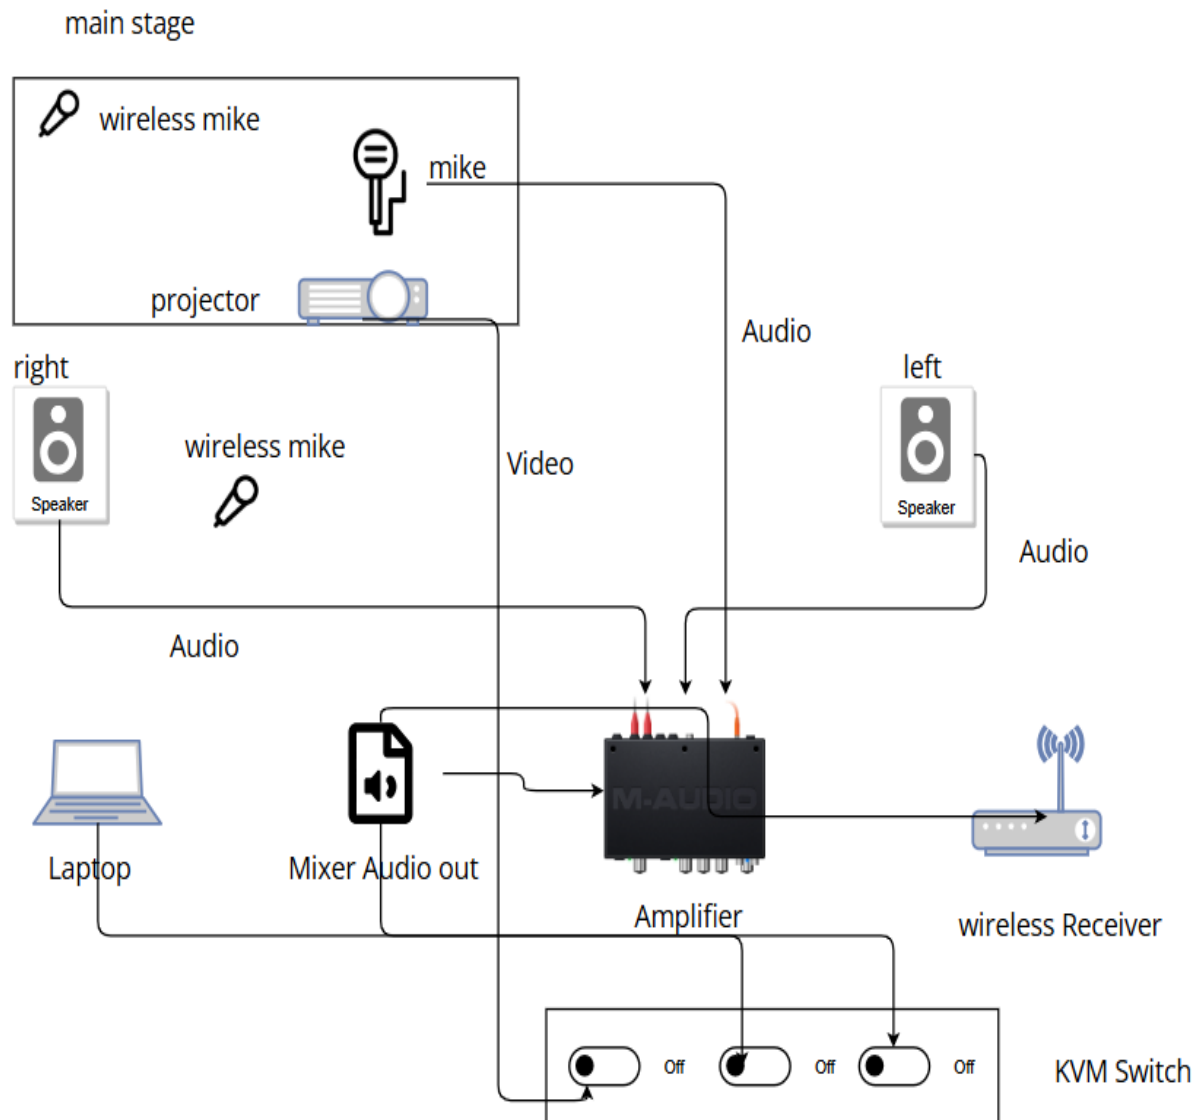 main stage
wireless mike
mike
projector
Audio
right
left
Speaker
wireless mike
Video
Speaker
Audio
Audio
M-AUDIO
Laptop
Mixer Audio out
Amplifier
wireless Receiver
Off
Off
Off
KVM Switch